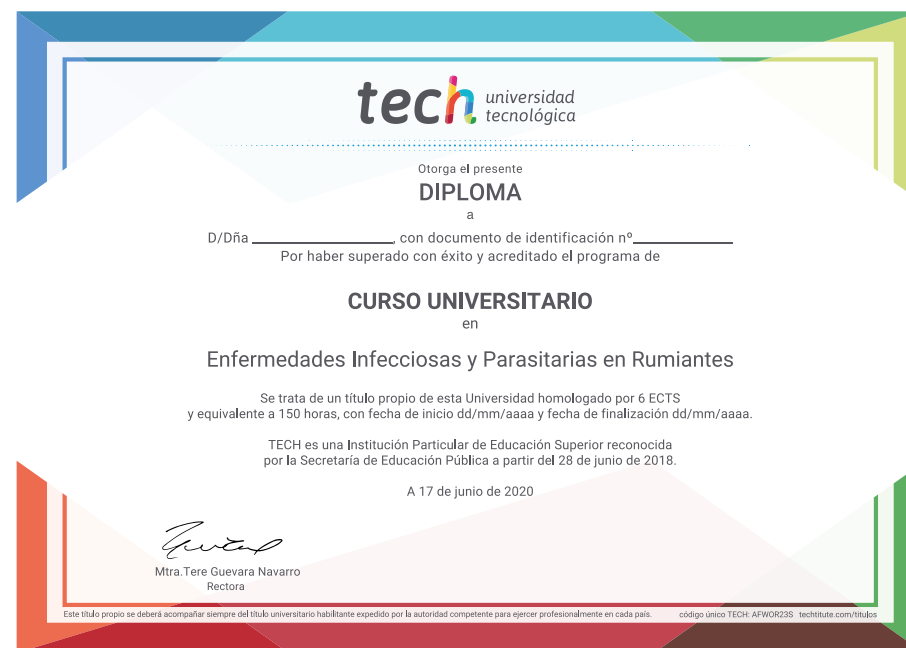 tech universidad
tecnológica
Otorga el presente
DIPLOMA
a
D/Dña ____________________, con documento de identificación nº______________
Por haber superado con éxito y acreditado el programa de
CURSO UNIVERSITARIO
en
Enfermedades Infecciosas y Parasitarias en Rumiantes
Se trata de un título propio de esta Universidad homologado por 6 ECTS
y equivalente a 150 horas, con fecha de inicio dd/mm/aaaa y fecha de finalización dd/mm/aaaa.
TECH es una Institución Particular de Educación Superior reconocida
por la Secretaría de Educación Pública a partir del 28 de junio de 2018.
A 17 de junio de 2020
Mtra.Tere Guevara Navarro
Rectora
Este título propio se deberá acompañar siempre del título universitario habilitante expedido por la autoridad competente para ejercer profesionalmente en cada país. código único TECH: AFWOR23S techtitute.com/títulos